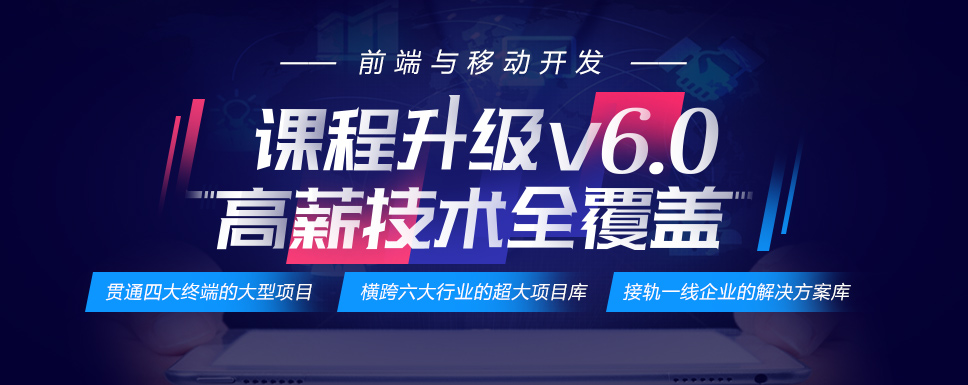 前端与移动开发
课程升级v6.0
高薪技术全覆盖
贯通四大终端的大型项目 横跨六大行业的超大项目库 接轨一线企业的解决方案库